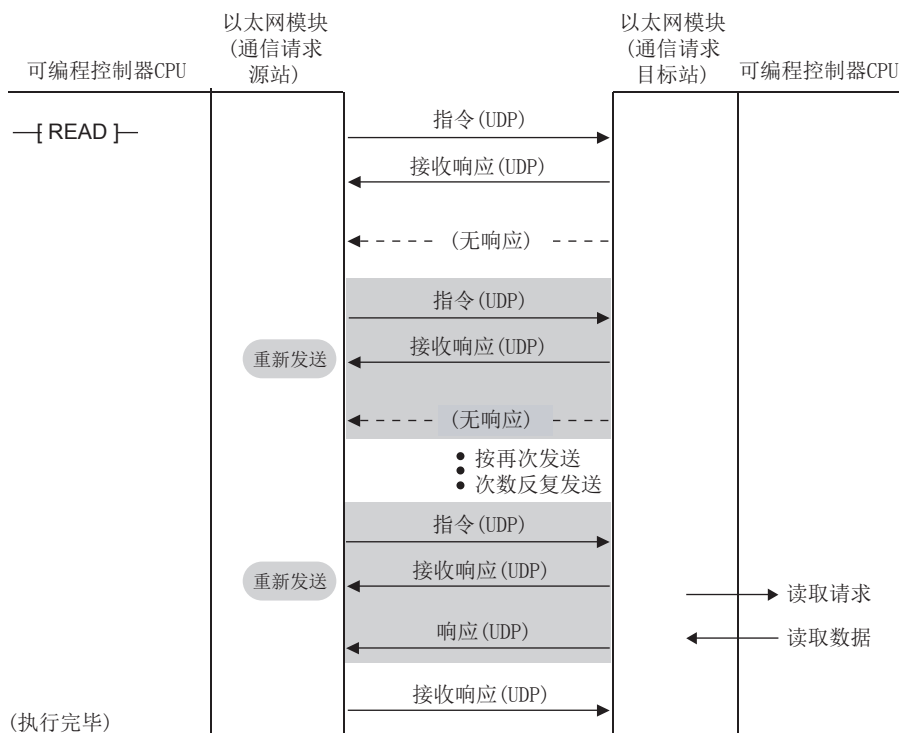 以太网模块
(通信请求
源站)
以太网模块
(通信请求
目标站)
可编程控制器CPU
可编程控制器CPU
[ READ ]
指令(UDP)
接收响应(UDP)
(无响应)
指令(UDP)
重新发送
接收响应(UDP)
(无响应)
按再次发送
次数反复发送
指令(UDP)
重新发送
接收响应(UDP)
读取请求
响应(UDP)
读取数据
接收响应(UDP)
(执行完毕)